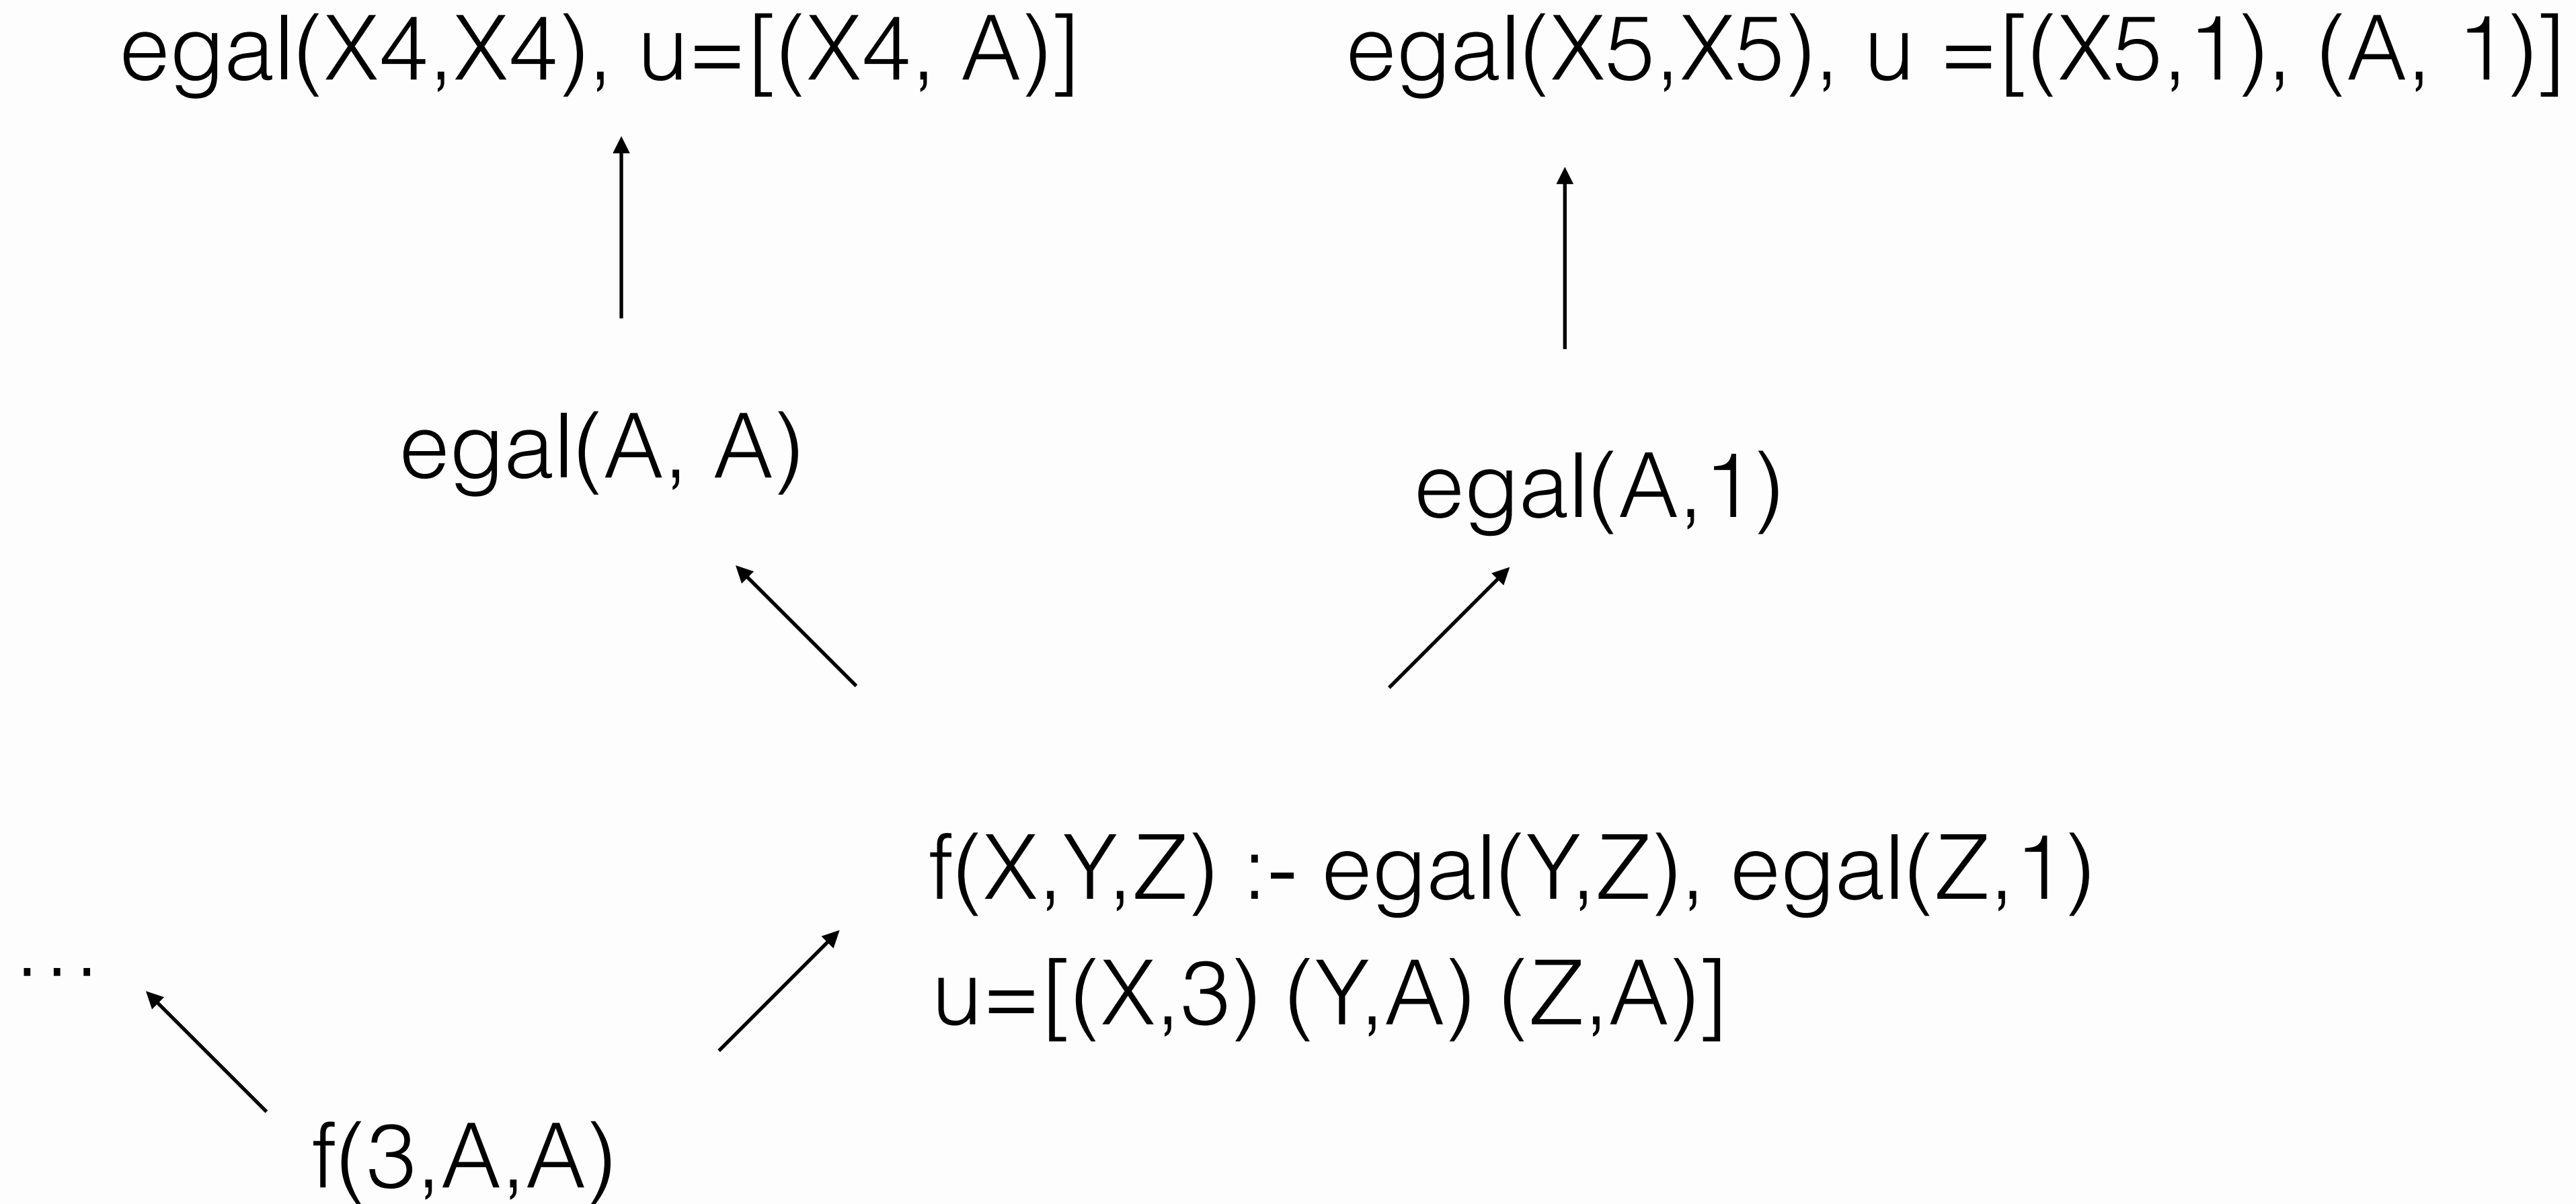 egal(X4,X4), u=[(X4, A)]
egal(X5,X5), u =[(X5,1), (A, 1)]
egal(A, A)
egal(A,1)
f(X,Y,Z) :- egal(Y,Z), egal(Z,1)
u=[(X,3) (Y,A) (Z,A)]
...
f(3,A,A)